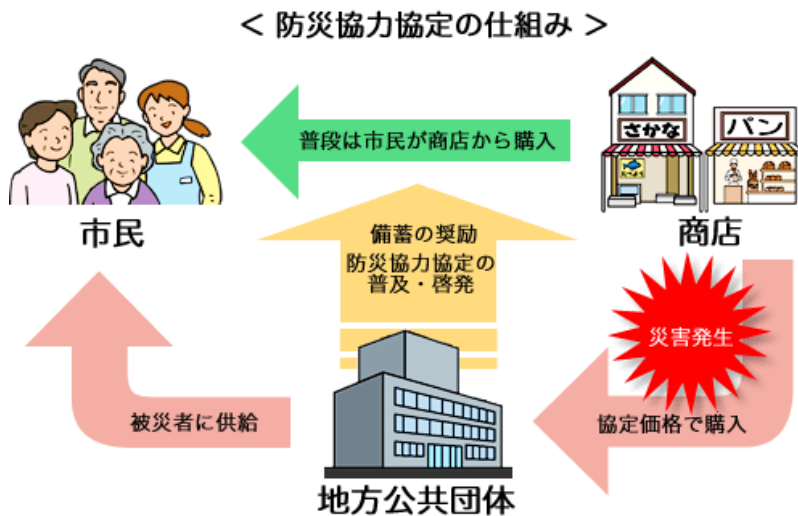 < 防災協力協定の仕組み >
さかな
パン
普段は市民が商店から購入
市民
商店
備蓄の奨励
防災協力協定の
普及・啓発
災害発生
被災者に供給
協定価格で購入
地方公共団体